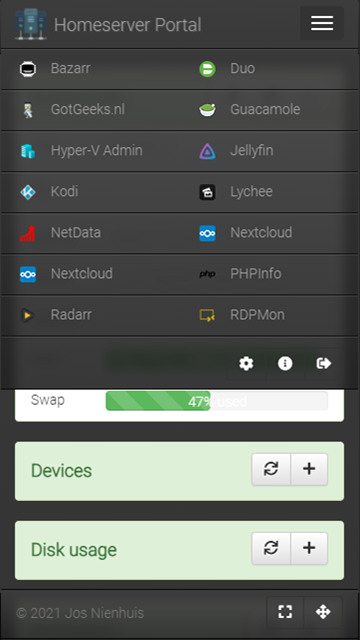 Homeserver Portal
Bazarr Duo
GotGeeks.nl Guacamole
Hyper-V Admin Jellyfin
Kodi Lychee
NetData Nextcloud
Nextcloud php PHPInfo
Radarr RDPMon
Swap 47% used
Devices
Disk usage
© 2021 Jos Nienhuis